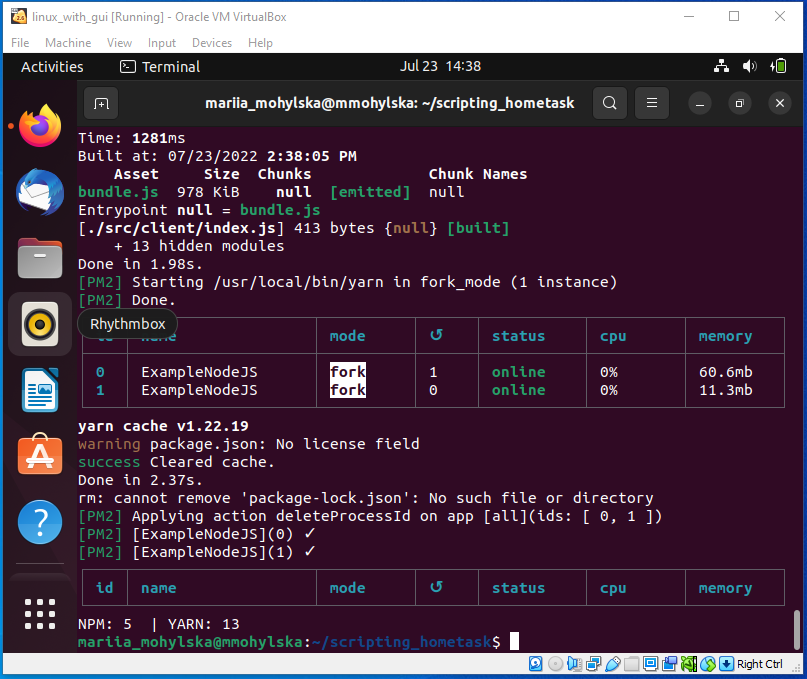 linux_with_gui [Running] - Oracle VM VirtualBox
File Machine View Input Devices Help
Activities Terminal Jul 23 14:38
mariia_mohylska@mmohylska: ~/scripting_hometask
Time: 1281ms
Built at: 07/23/2022 2:38:05 PM
Asset Size Chunks Chunk Names
bundle.js 978 KiB null [emitted] null
Entrypoint null = bundle.js
[./src/client/index.js] 413 bytes {null} [built]
+ 13 hidden modules
Done in 1.98s.
[PM2] Starting /usr/local/bin/yarn in fork_mode (1 instance)
[PM2] Done.
Rhythmbox
id name mode ↺ status cpu memory
0 ExampleNodeJS fork 1 online 0% 60.6mb
1 ExampleNodeJS fork 0 online 0% 11.3mb
yarn cache v1.22.19
warning package.json: No license field
success Cleared cache.
Done in 2.37s.
rm: cannot remove 'package-lock.json': No such file or directory
[PM2] Applying action deleteProcessId on app [all](ids: [ 0, 1 ])
[PM2] [ExampleNodeJS](0) ✓
[PM2] [ExampleNodeJS](1) ✓
id name mode ↺ status cpu memory
NPM: 5 | YARN: 13
mariia_mohylska@mmohylska:~/scripting_hometask$
Right Ctrl